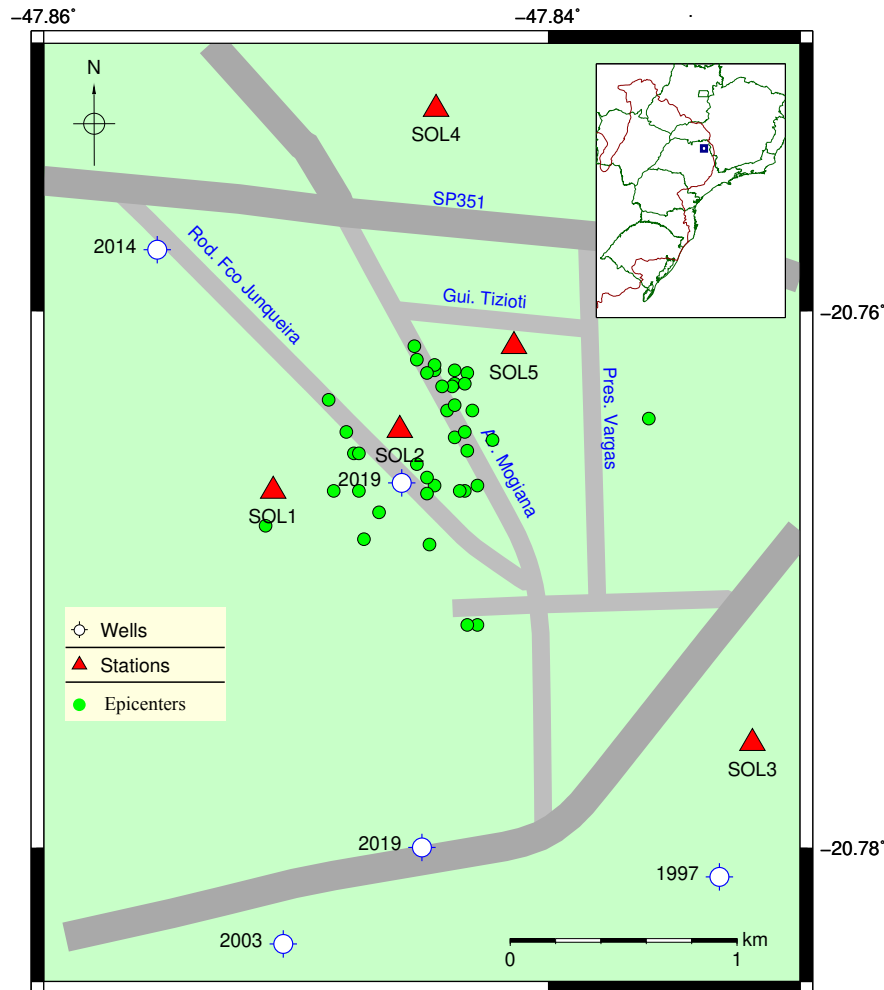 −47.86˚
−47.84˚
N
SOL4
SP351
2014
Rod. Fco Junqueira
Gui. Tizioti
−20.76˚
SOL5
Pres. Vargas
SOL2
Mogiana
2019
SOL1
Wells
Stations
Epicenters
SOL3
2019
−20.78˚
1997
2003
km
0
1